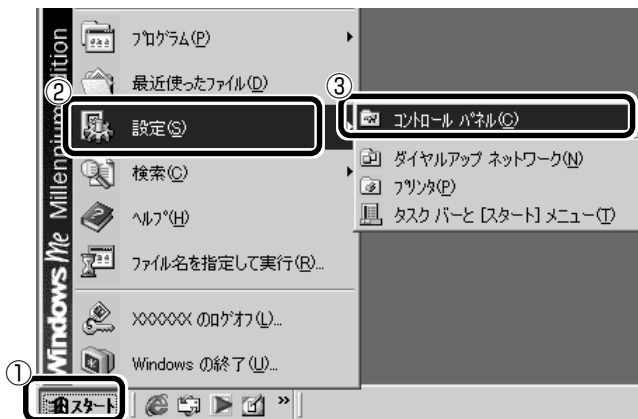 Windows Me Millennium Edition
プログラム(P)
最近使ったファイル(D)
②
設定(S)
検索(C)
ヘルプ(H)
ファイル名を指定して実行(R)...
XXXXXXX のログオフ(L)...
Windows の終了(U)...
③
コントロール パネル(C)
ダイヤルアップ ネットワーク(N)
プリンタ(P)
タスク バーと [スタート] メニュー(T)
①
スタート
»